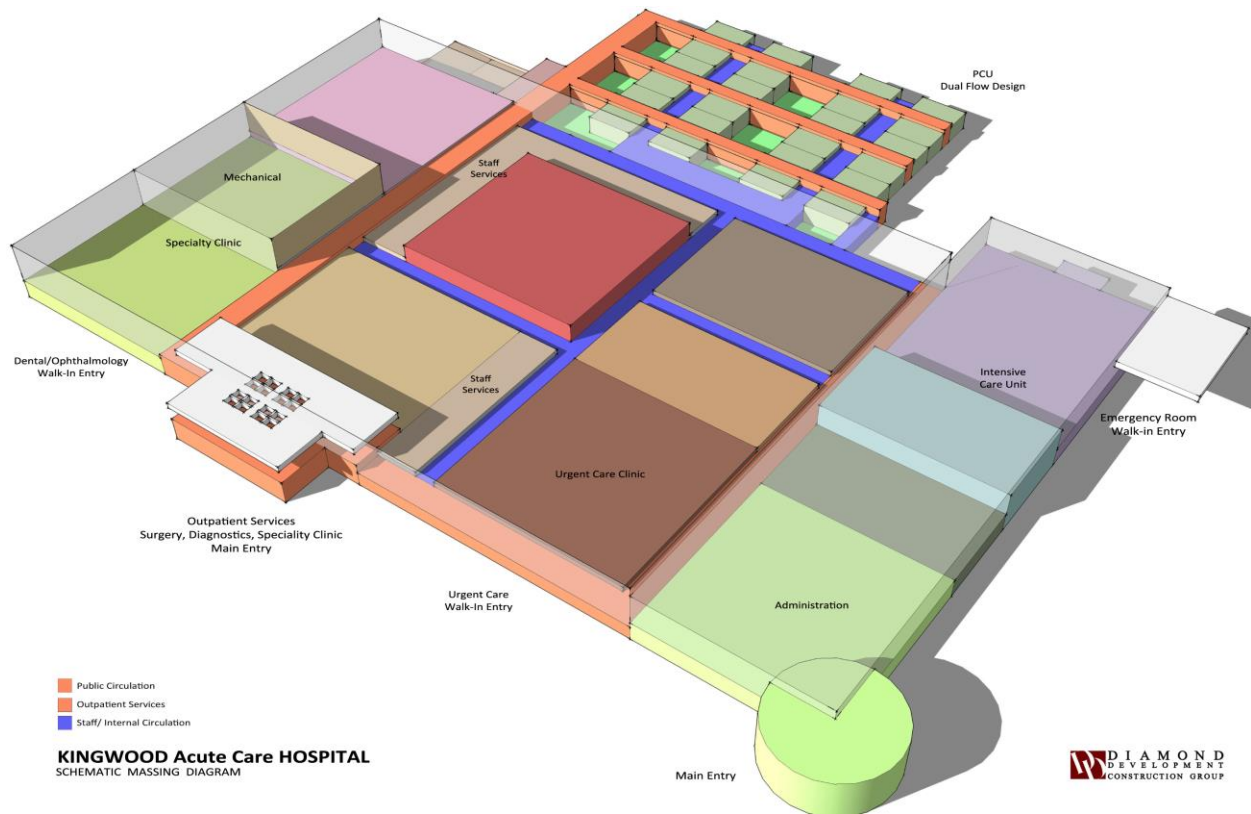 PCU
Dual Flow Design
Staff
Services
Mechanical
Specialty Clinic
Dental/Ophthalmology
Walk-In Entry
Staff
Services
Intensive
Care Unit
Emergency Room
Walk-in Entry
Urgent Care Clinic
Outpatient Services
Surgery, Diagnostics, Speciality Clinic
Main Entry
Urgent Care
Walk-In Entry
Administration
Public Circulation
Outpatient Services
Staff/ Internal Circulation
KINGWOOD Acute Care HOSPITAL
SCHEMATIC MASSING DIAGRAM
Main Entry
DIAMOND
DEVELOPMENT
CONSTRUCTION GROUP